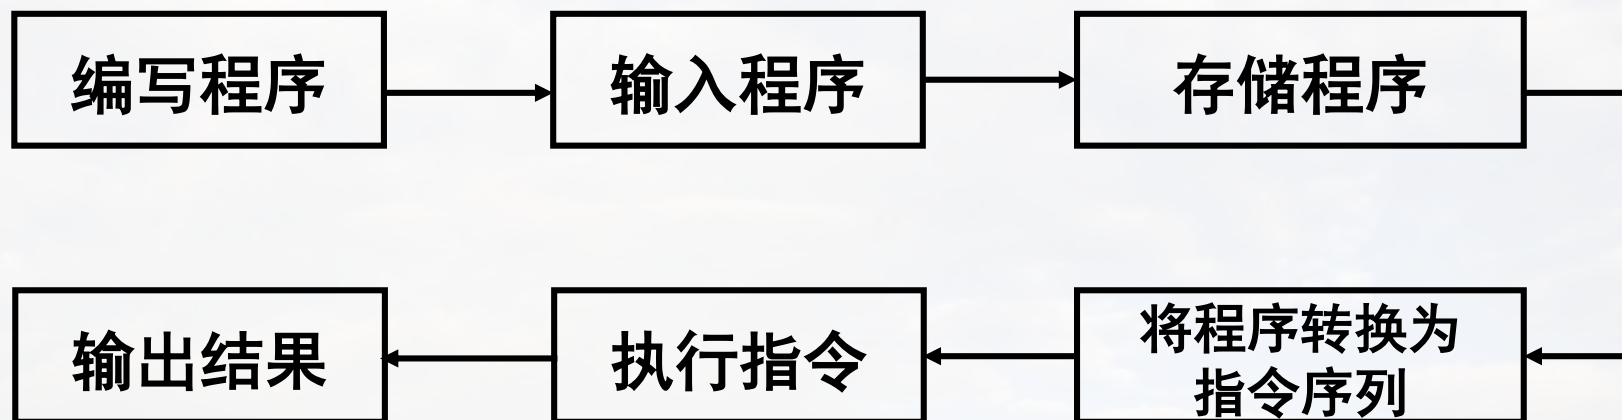 编写程序
输入程序
存储程序
将程序转换为
指令序列
执行指令
输出结果